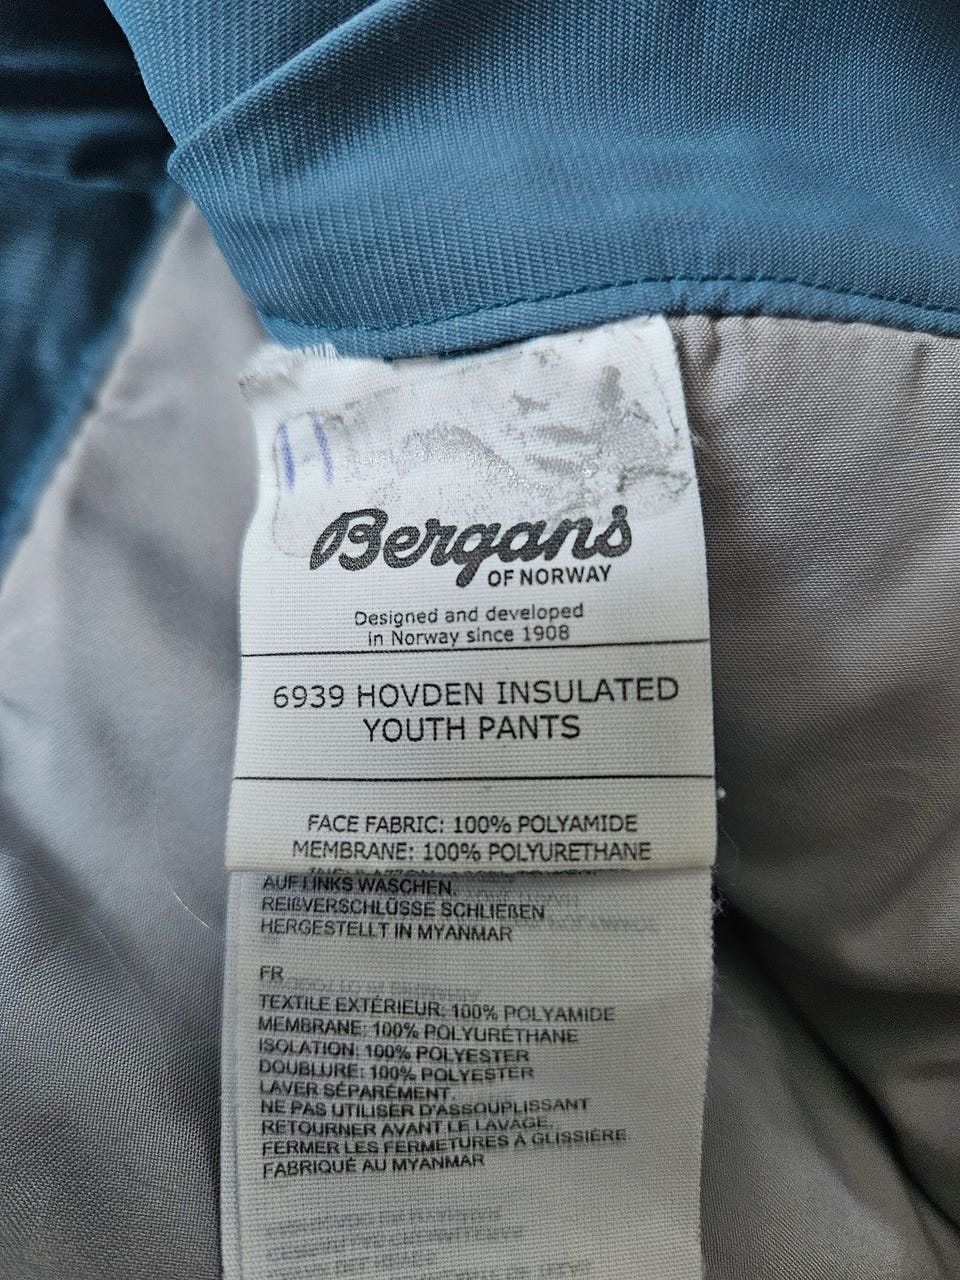 H
Bergans
OF NORWAY
Designed and developed
in Norway since 1908
6939 HOVDEN INSULATED
YOUTH PANTS
FACE FABRIC: 100% POLYAMIDE
MEMBRANE: 100% POLYURETHANE
AUF LINKS WASCHEN.
REIßVERSCHLÜSSE SCHLIEßEN
HERGESTELLT IN MYANMAR
FR
TEXTILE EXTÉRIEUR: 100% POLYAMIDE
MEMBRANE: 100% POLYURÉTHANE
ISOLATION: 100% POLYESTER
DOUBLURE: 100% POLYESTER
LAVER SÉPARÉMENT.
NE PAS UTILISER D'ASSOUPLISSANT
RETOURNER AVANT LE LAVAGE.
FERMER LES FERMETURES À GLISSIÈRE.
FABRIQUÉ AU MYANMAR